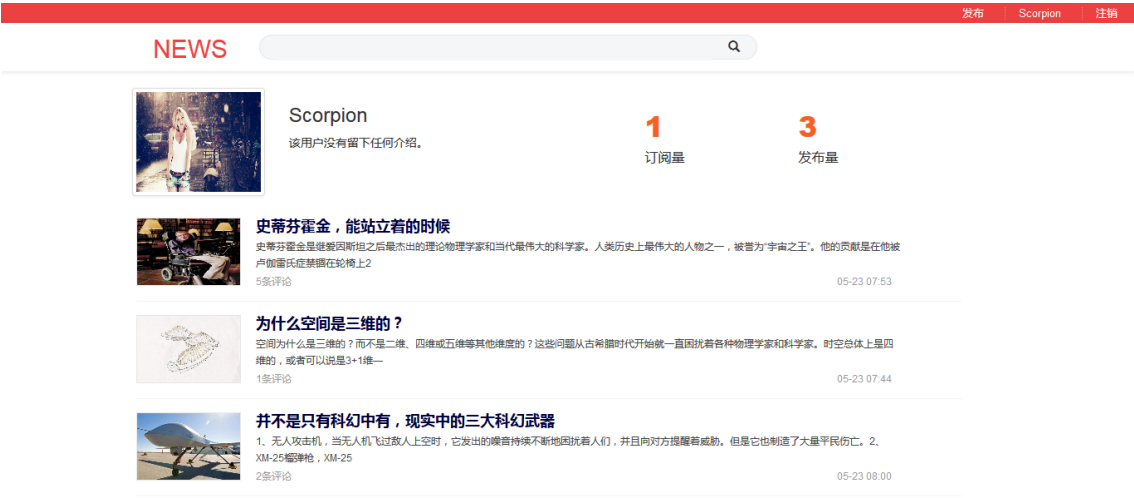 发布 Scorpion 注销
NEWS
Scorpion
该用户没有留下任何介绍。
1
订阅量
3
发布量
史蒂芬霍金，能站立着的时候
史蒂芬霍金是继爱因斯坦之后最杰出的理论物理学家和当代最伟大的科学家。人类历史上最伟大的人物之一，被誉为“宇宙之王”。他的贡献是在他被
卢伽雷氏症禁锢在轮椅上2
5条评论 05-23 07:53
为什么空间是三维的？
空间为什么是三维的？而不是二维、四维或五维等其他维度的？这些问题从古希腊时代开始就一直困扰着各种物理学家和科学家。时空总体上是四
维的，或者可以说是3+1维—
1条评论 05-23 07:44
并不是只有科幻中有，现实中的三大科幻武器
1、无人攻击机，当无人机飞过敌人上空时，它发出的噪音持续不断地困扰着人们，并且向对方提醒着威胁。但是它也制造了大量平民伤亡。2、
XM-25榴弹枪，XM-25
2条评论 05-23 08:00